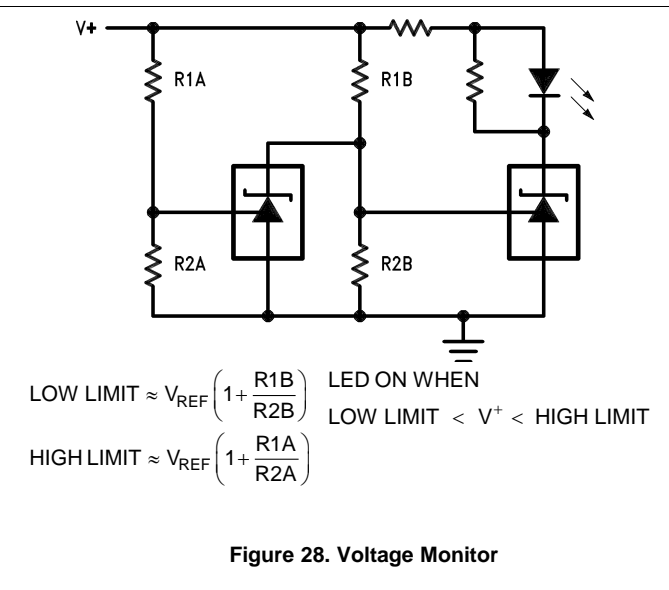 V+
R1A
R1B
R2A
R2B
LOW LIMIT ≈ V_REF (1 + R1B/R2B)
LED ON WHEN
LOW LIMIT < V⁺ < HIGH LIMIT
HIGH LIMIT ≈ V_REF (1 + R1A/R2A)
Figure 28. Voltage Monitor